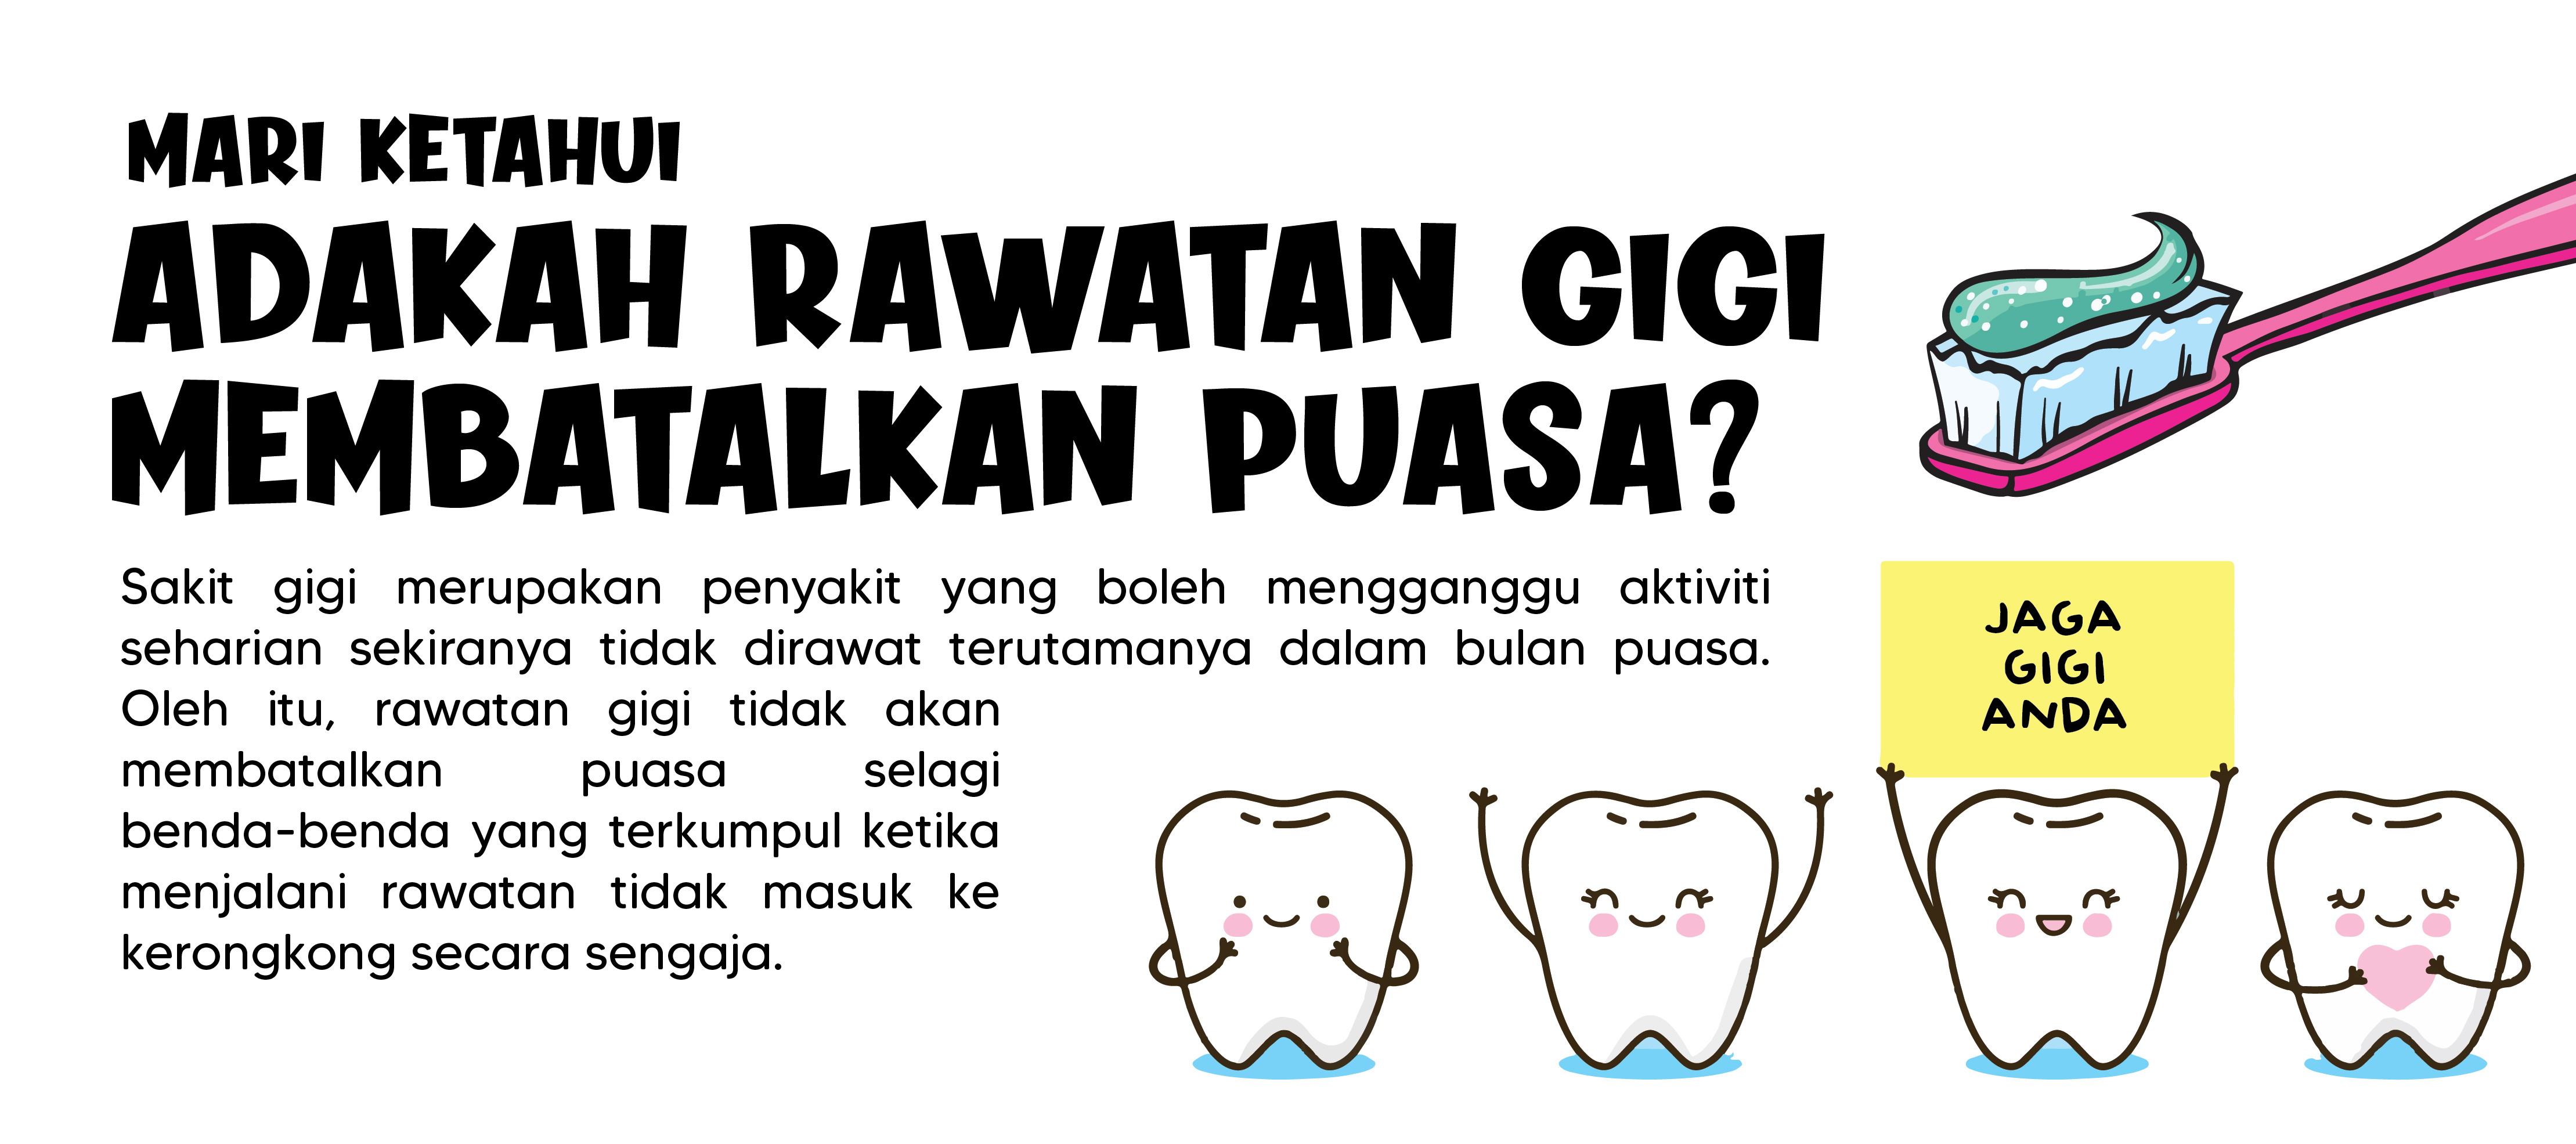 MARI KETAHUI
ADAKAH RAWATAN GIGI
MEMBATALKAN PUASA?
Sakit gigi merupakan penyakit yang boleh mengganggu aktiviti
seharian sekiranya tidak dirawat terutamanya dalam bulan puasa.
Oleh itu, rawatan gigi tidak akan
membatalkan puasa selagi
benda-benda yang terkumpul ketika
menjalani rawatan tidak masuk ke
kerongkong secara sengaja.
JAGA
GIGI
ANDA